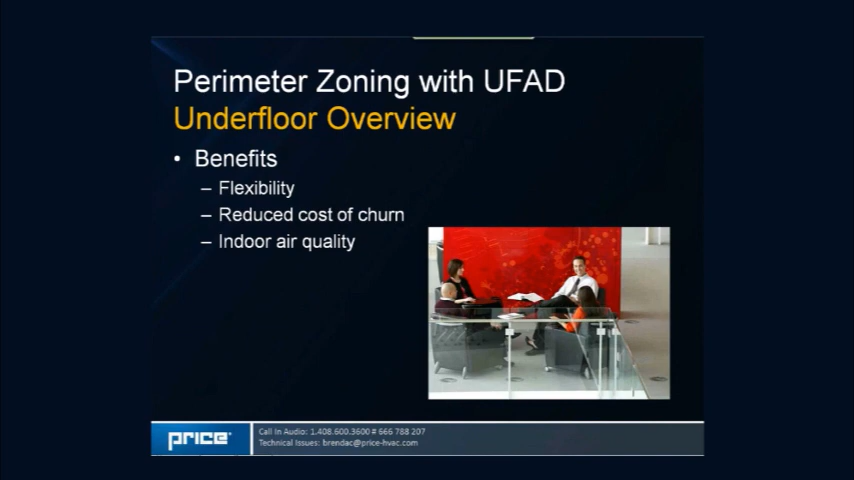 Perimeter Zoning with UFAD
Underfloor Overview
• Benefits
– Flexibility
– Reduced cost of churn
– Indoor air quality
price
Call In Audio: 1.408.600.3600 # 666 788 207
Technical Issues: brendac@price-hvac.com